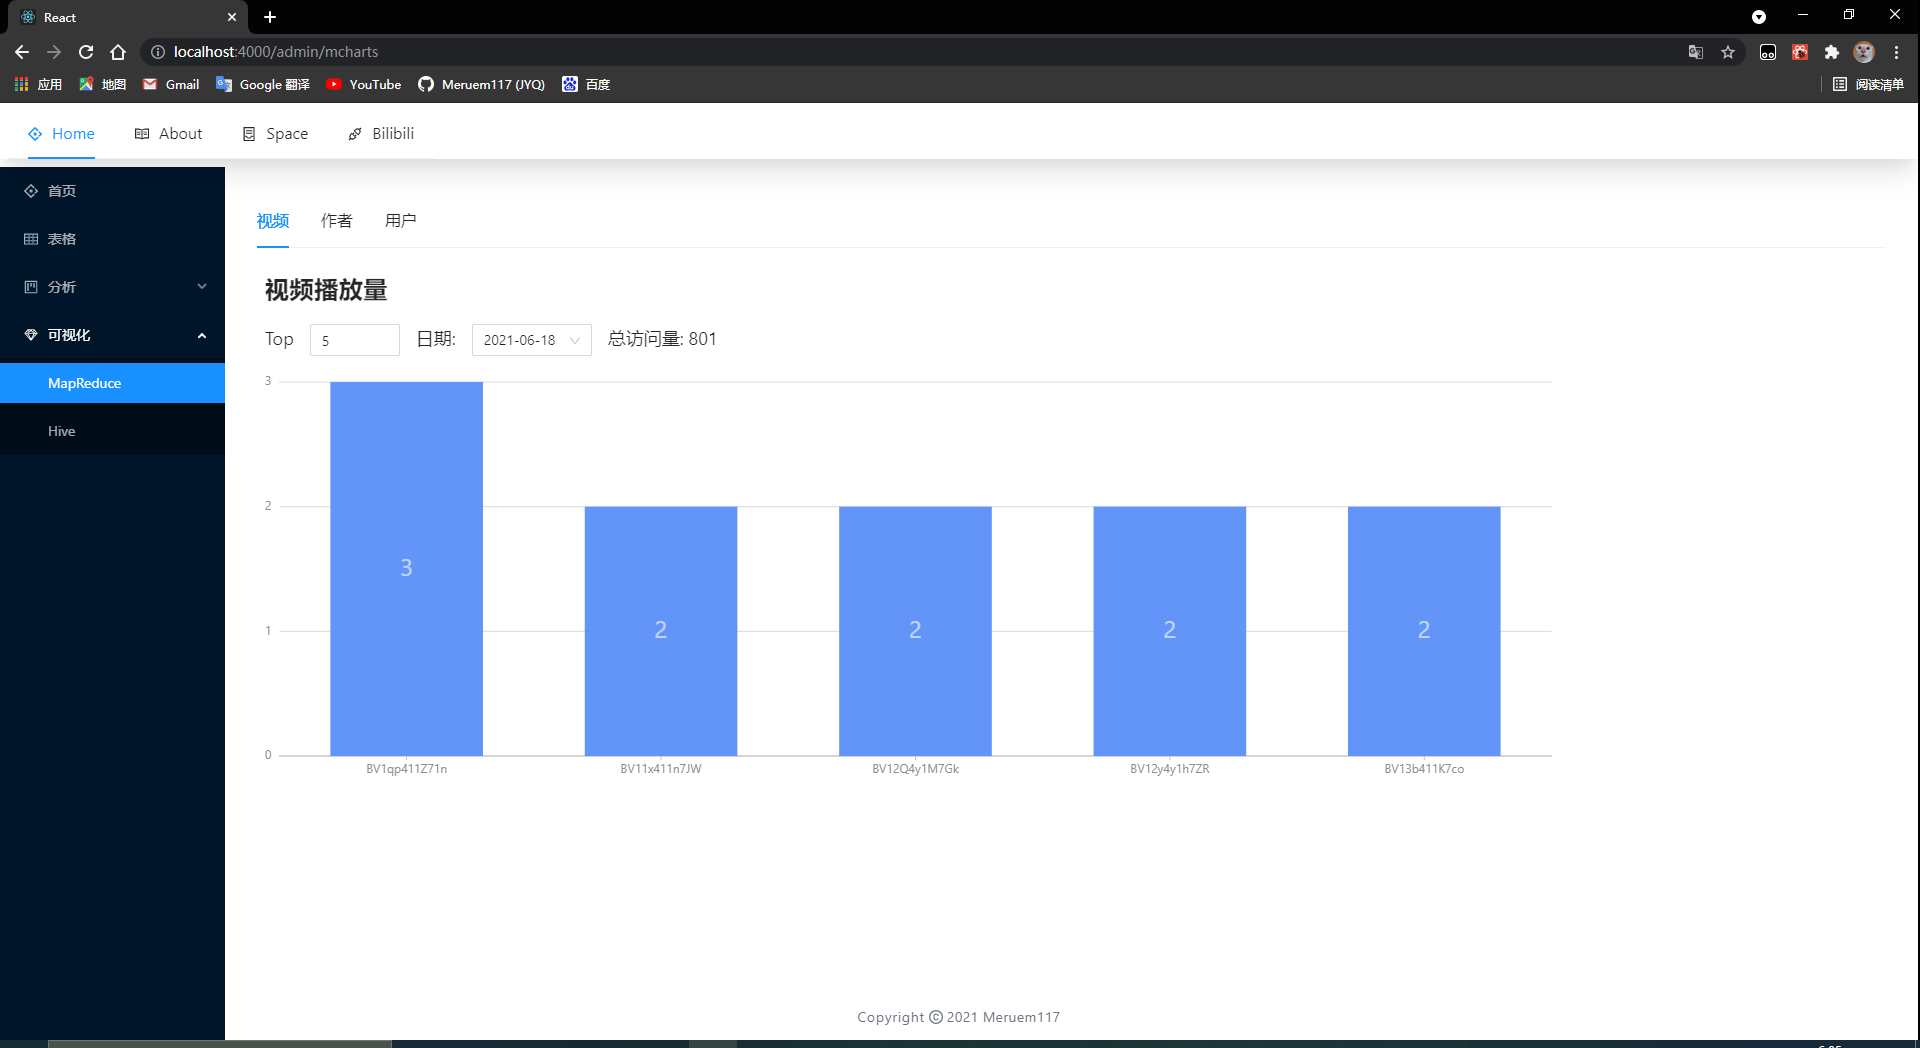 React
localhost:4000/admin/mcharts
应用 地图 Gmail Google 翻译 YouTube Meruem117 (JYQ) 百度 阅读清单
Home About Space Bilibili
首页
表格
分析
可视化
MapReduce
Hive
视频 作者 用户
视频播放量
Top 5 日期: 2021-06-18 总访问量: 801
3
2
1
0
3
2
2
2
2
BV1qp411Z71n BV11x411n7JW BV12Q4y1M7Gk BV12y4y1h7ZR BV13b411K7co
Copyright © 2021 Meruem117